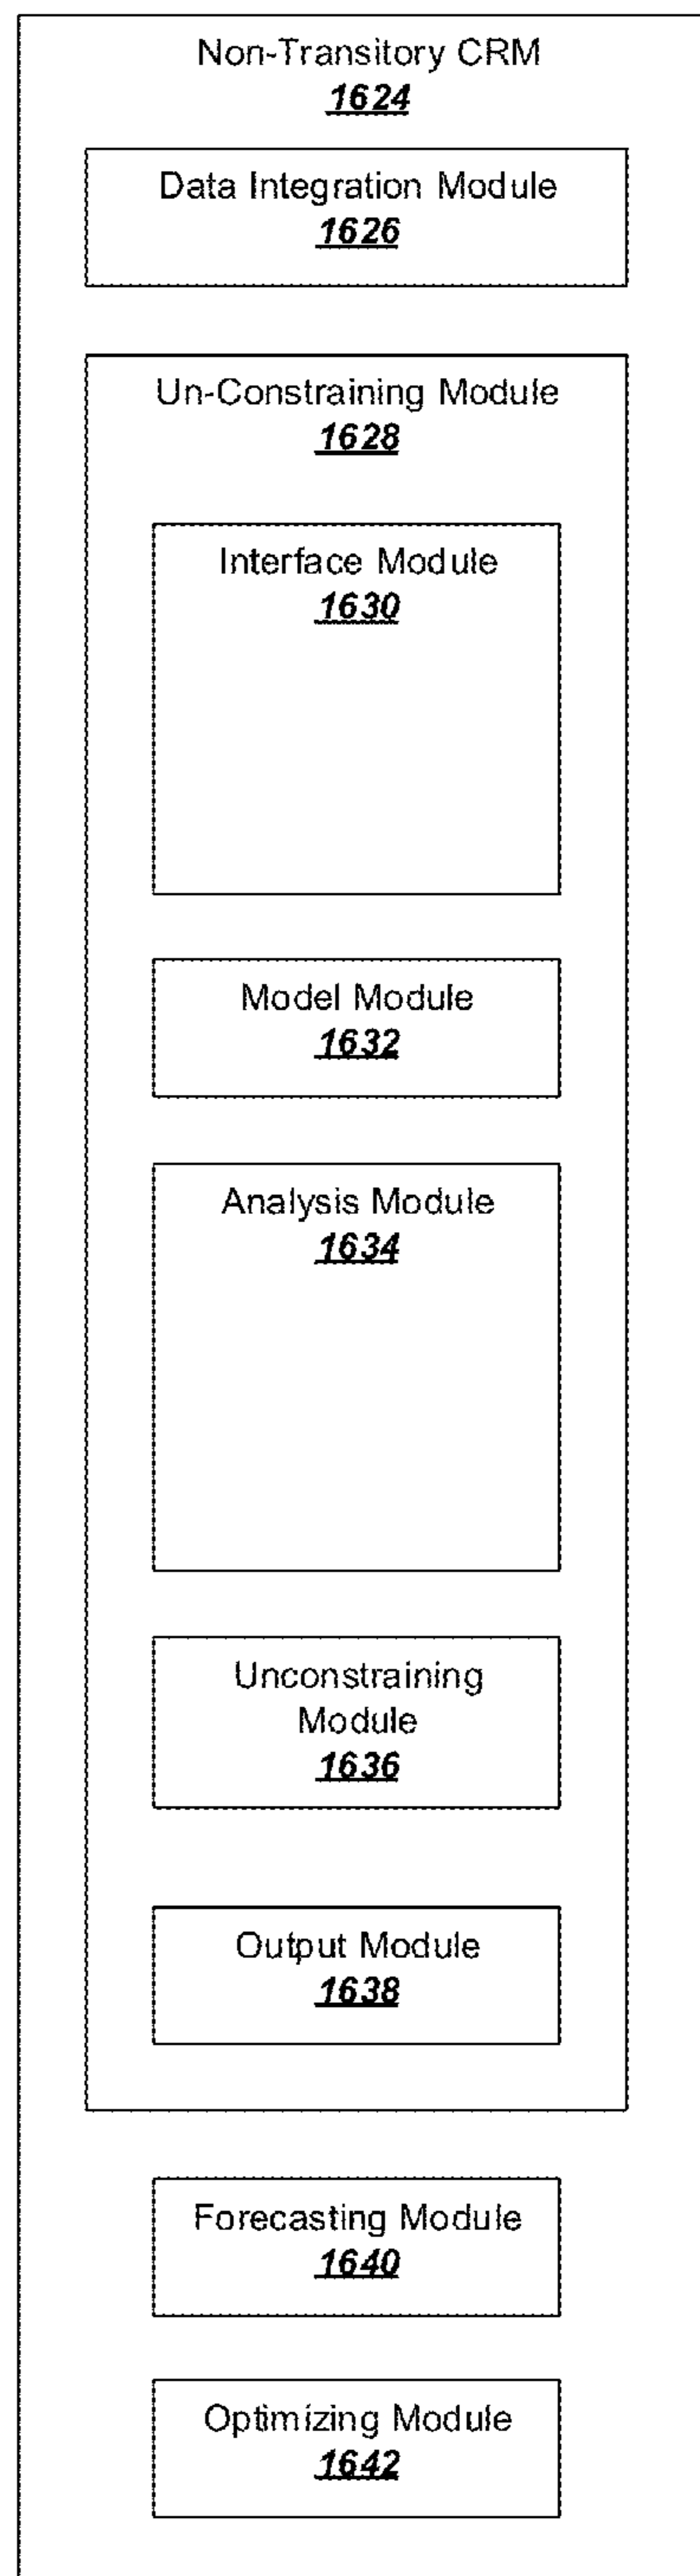 Non-Transitory CRM
1624
Data Integration Module
1626
Un-Constraining Module
1628
Interface Module
1630
Model Module
1632
Analysis Module
1634
Unconstraining
Module
1636
Output Module
1638
Forecasting Module
1640
Optimizing Module
1642